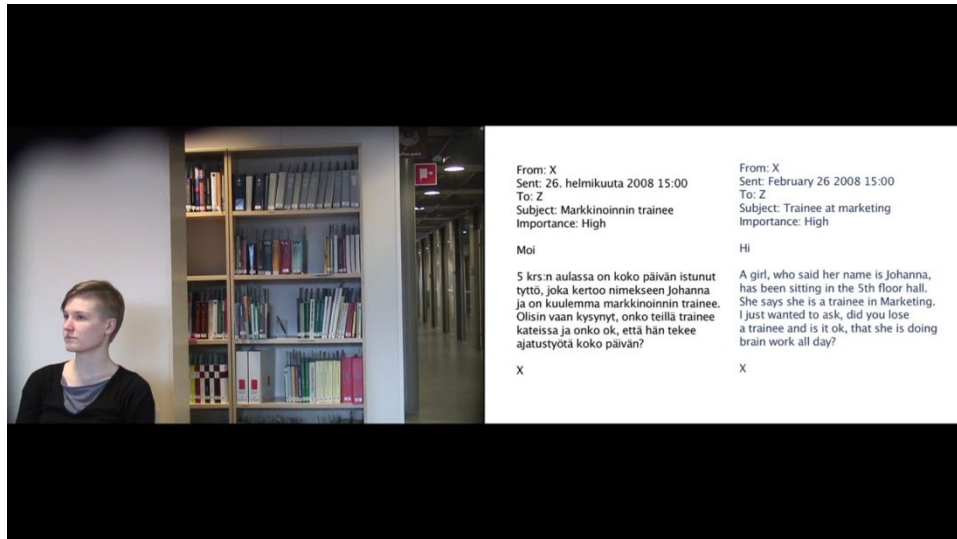 From: X
Sent: 26. helmikuuta 2008 15:00
To: Z
Subject: Markkinoinnin trainee
Importance: High
Moi
5 krs:n aulassa on koko päivän istunut
tyttö, joka kertoo nimekseen Johanna
ja on kuulemma markkinoinnin trainee.
Olisin vaan kysynyt, onko teillä trainee
kateissa ja onko ok, että hän tekee
ajatustyötä koko päivän?
X
From: X
Sent: February 26 2008 15:00
To: Z
Subject: Trainee at marketing
Importance: High
Hi
A girl, who said her name is Johanna,
has been sitting in the 5th floor hall.
She says she is a trainee in Marketing.
I just wanted to ask, did you lose
a trainee and is it ok, that she is doing
brain work all day?
X